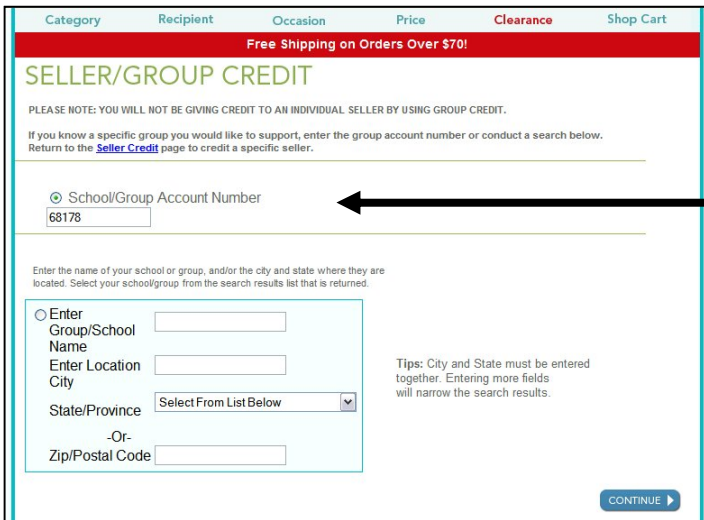 Category Recipient Occasion Price Clearance Shop Cart
Free Shipping on Orders Over $70!
SELLER/GROUP CREDIT
PLEASE NOTE: YOU WILL NOT BE GIVING CREDIT TO AN INDIVIDUAL SELLER BY USING GROUP CREDIT.
If you know a specific group you would like to support, enter the group account number or conduct a search below.
Return to the Seller Credit page to credit a specific seller.
School/Group Account Number
68178
Enter the name of your school or group, and/or the city and state where they are
located. Select your school/group from the search results list that is returned.
Enter
Group/School
Name
Enter Location
City
State/Province Select From List Below
-Or-
Zip/Postal Code
Tips: City and State must be entered
together. Entering more fields
will narrow the search results.
CONTINUE